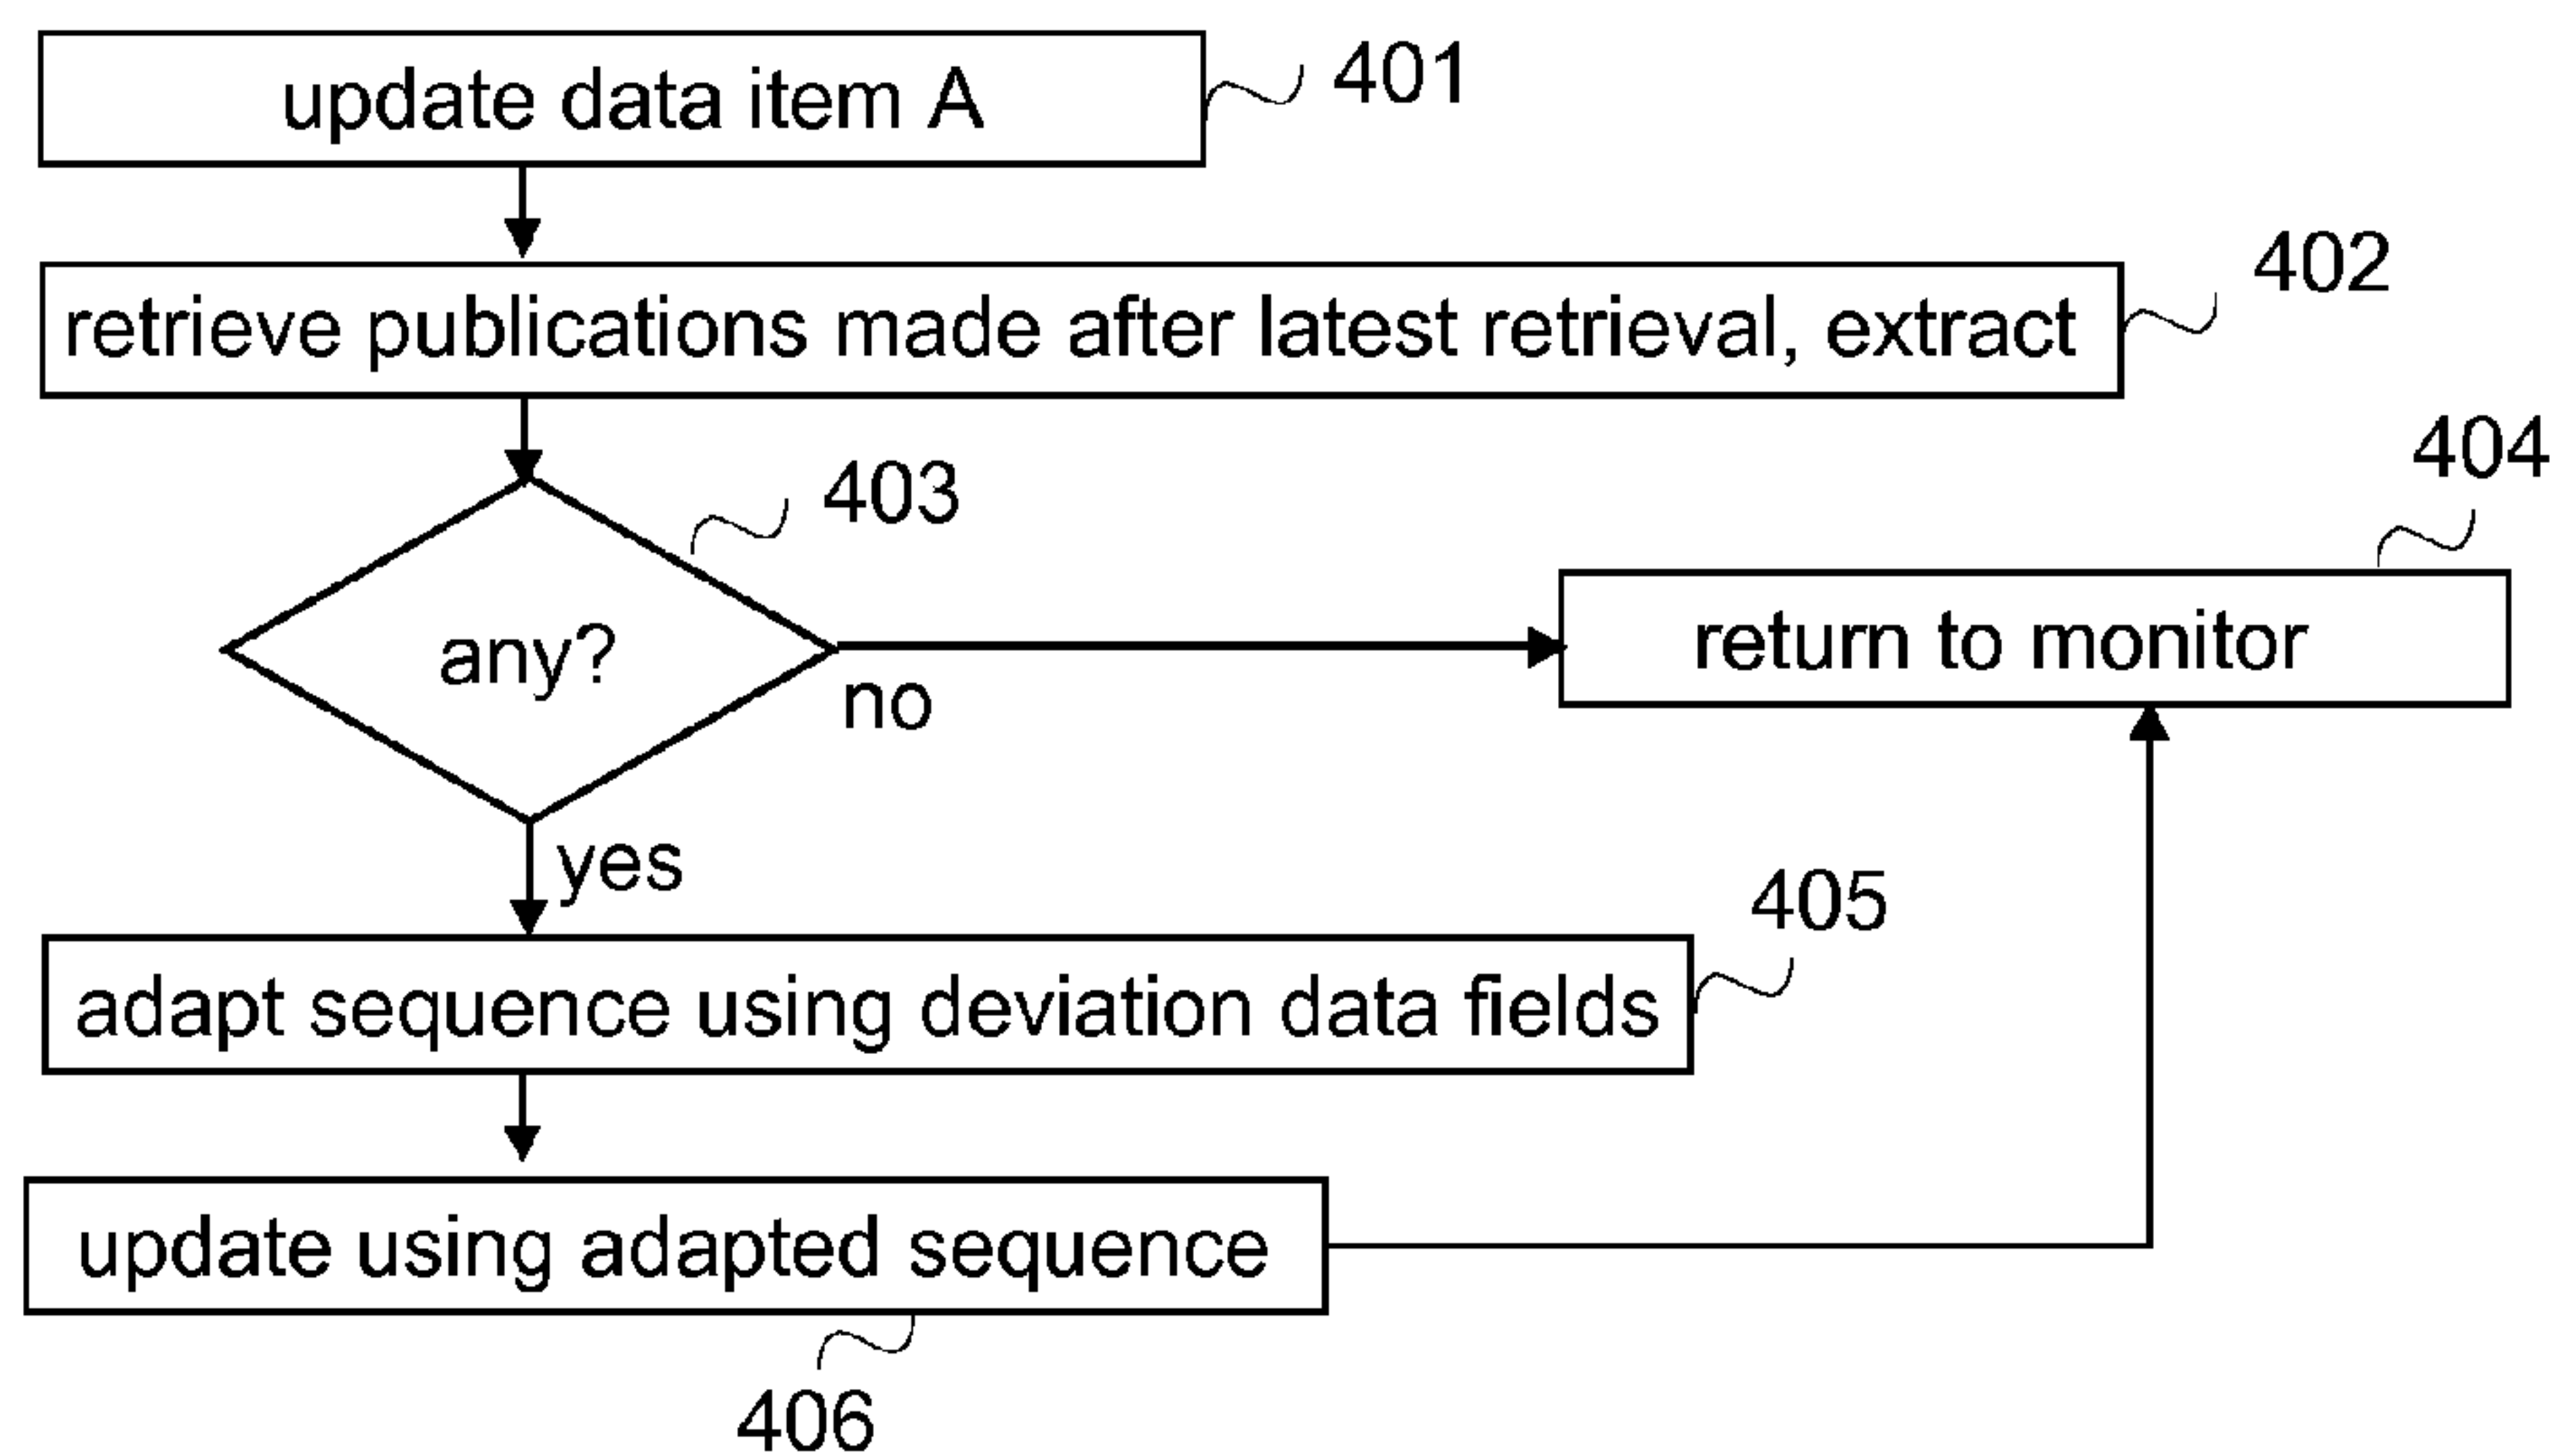 update data item A
401
retrieve publications made after latest retrieval, extract
402
any?
403
no
return to monitor
404
yes
adapt sequence using deviation data fields
405
update using adapted sequence
406